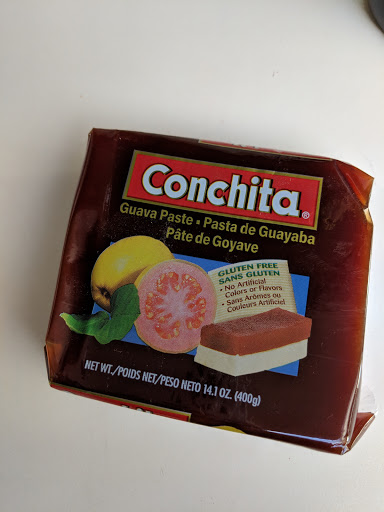 Conchita®
Guava Paste • Pasta de Guayaba
Pâte de Goyave
GLUTEN FREE
SANS GLUTEN
• No Artificial
Colors or Flavors
• Sans Arômes ou
Couleurs Artificiel
NET WT./POIDS NET/PESO NETO 14.1 OZ. (400g)